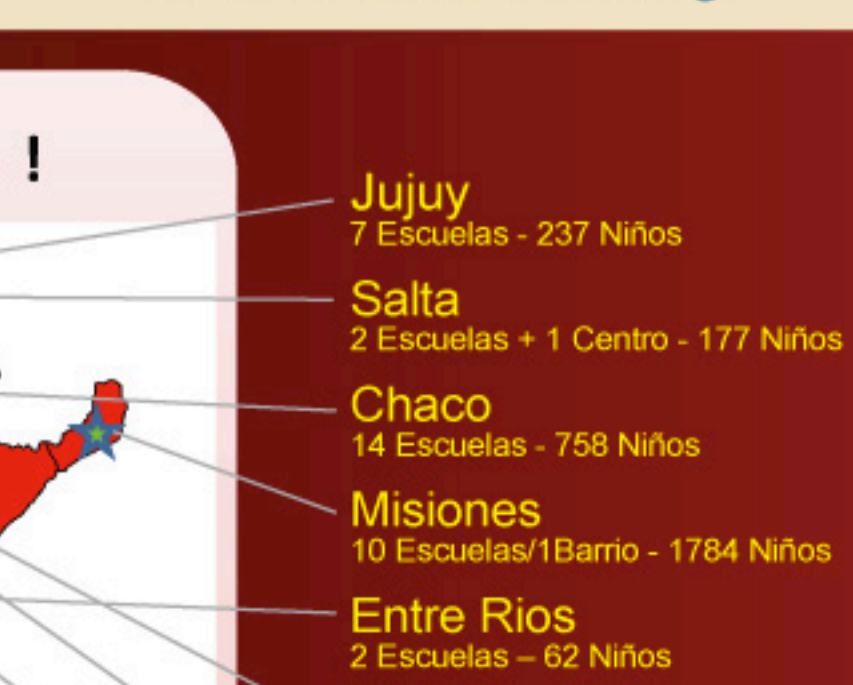 !
Jujuy
7 Escuelas - 237 Niños
Salta
2 Escuelas + 1 Centro - 177 Niños
Chaco
14 Escuelas - 758 Niños
Misiones
10 Escuelas/1Barrio - 1784 Niños
Entre Rios
2 Escuelas – 62 Niños